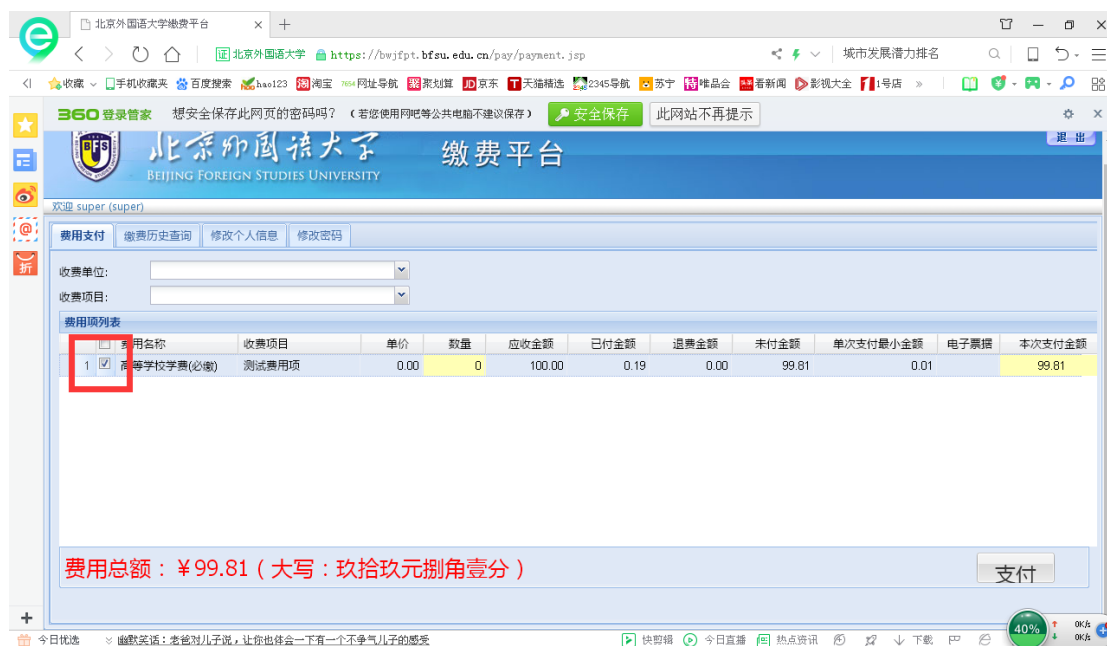 北京外国语大学缴费平台
证 北京外国语大学 https://bwjfpt.bfsu.edu.cn/pay/payment.jsp 城市发展潜力排名
收藏 手机收藏夹 百度搜索 hao123 淘 淘宝 7654 网址导航 聚划算 JD 京东 T 天猫精选 2345导航 苏宁 特 唯品会 看新闻 影视大全 1号店 »
360 登录管家 想安全保存此网页的密码吗? (若您使用网吧等公共电脑不建议保存) 安全保存 此网站不再提示
BFSU 北京外国语大学 缴费平台 退 出
BEIJING FOREIGN STUDIES UNIVERSITY
欢迎 super (super)
费用支付 缴费历史查询 修改个人信息 修改密码
收费单位:
收费项目:
费用项列表
费用名称 收费项目 单价 数量 应收金额 已付金额 退费金额 未付金额 单次支付最小金额 电子票据 本次支付金额
1 高等学校学费(必缴) 测试费用项 0.00 0 100.00 0.19 0.00 99.81 0.01 99.81
费用总额：￥99.81（大写：玖拾玖元捌角壹分） 支付
今日优选 幽默笑话：老爸对儿子说，让你也体会一下有一个不争气儿子的感受 快剪辑 今日直播 热点资讯 下载 40% 0K/s
0K/s